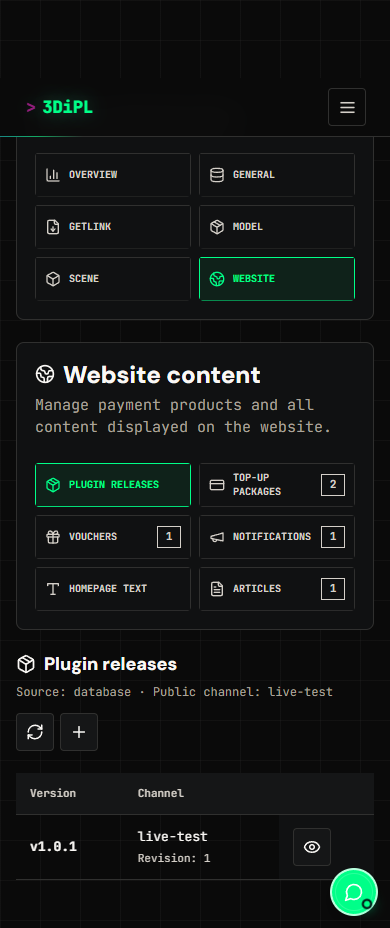 > 3DiPL
OVERVIEW
GENERAL
GETLINK
MODEL
SCENE
WEBSITE
Website content
Manage payment products and all
content displayed on the website.
PLUGIN RELEASES
TOP-UP
PACKAGES
2
VOUCHERS
1
NOTIFICATIONS
1
HOMEPAGE TEXT
ARTICLES
1
Plugin releases
Source: database · Public channel: live-test
Version
Channel
v1.0.1
live-test
Revision: 1